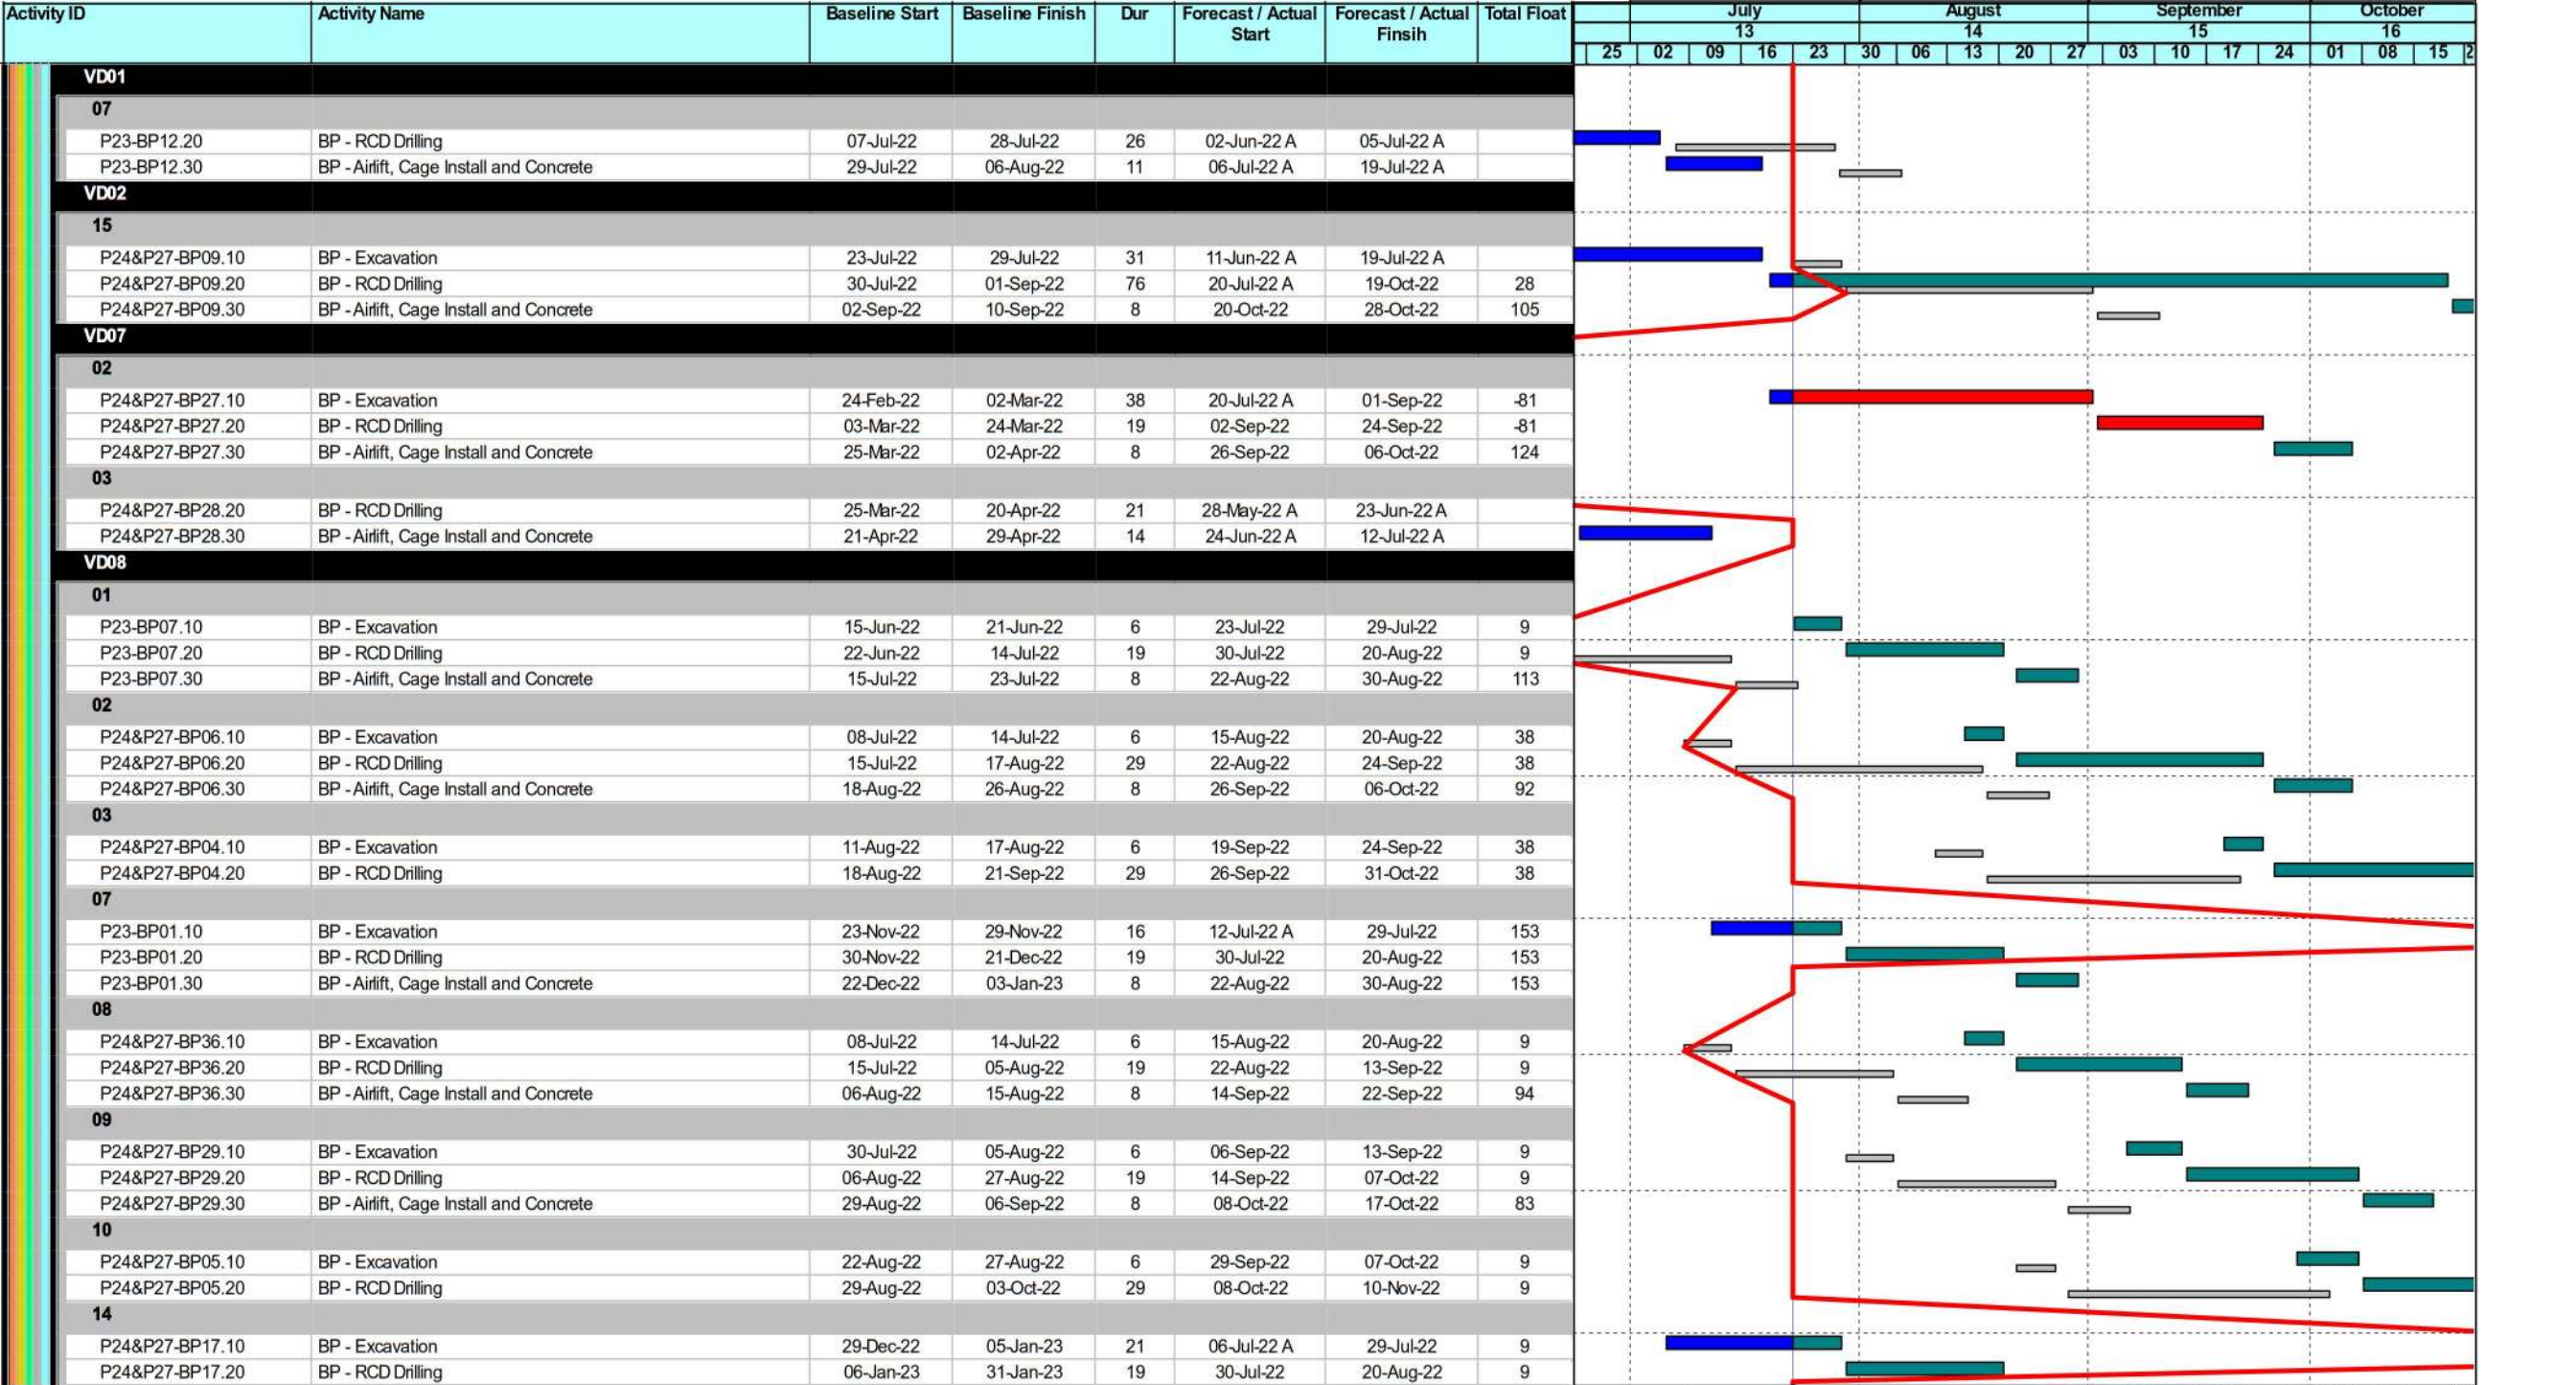 Activity ID Activity Name Baseline Start Baseline Finish Dur Forecast / Actual Start Forecast / Actual Finsih Total Float July August September October
13 14 15 16
25 02 09 16 23 30 06 13 20 27 03 10 17 24 01 08 15 2
VD01
07
P23-BP12.20 BP - RCD Drilling 07-Jul-22 28-Jul-22 26 02-Jun-22 A 05-Jul-22 A
P23-BP12.30 BP - Airlift, Cage Install and Concrete 29-Jul-22 06-Aug-22 11 06-Jul-22 A 19-Jul-22 A
VD02
15
P24&P27-BP09.10 BP - Excavation 23-Jul-22 29-Jul-22 31 11-Jun-22 A 19-Jul-22 A
P24&P27-BP09.20 BP - RCD Drilling 30-Jul-22 01-Sep-22 76 20-Jul-22 A 19-Oct-22 28
P24&P27-BP09.30 BP - Airlift, Cage Install and Concrete 02-Sep-22 10-Sep-22 8 20-Oct-22 28-Oct-22 105
VD07
02
P24&P27-BP27.10 BP - Excavation 24-Feb-22 02-Mar-22 38 20-Jul-22 A 01-Sep-22 -81
P24&P27-BP27.20 BP - RCD Drilling 03-Mar-22 24-Mar-22 19 02-Sep-22 24-Sep-22 -81
P24&P27-BP27.30 BP - Airlift, Cage Install and Concrete 25-Mar-22 02-Apr-22 8 26-Sep-22 06-Oct-22 124
03
P24&P27-BP28.20 BP - RCD Drilling 25-Mar-22 20-Apr-22 21 28-May-22 A 23-Jun-22 A
P24&P27-BP28.30 BP - Airlift, Cage Install and Concrete 21-Apr-22 29-Apr-22 14 24-Jun-22 A 12-Jul-22 A
VD08
01
P23-BP07.10 BP - Excavation 15-Jun-22 21-Jun-22 6 23-Jul-22 29-Jul-22 9
P23-BP07.20 BP - RCD Drilling 22-Jun-22 14-Jul-22 19 30-Jul-22 20-Aug-22 9
P23-BP07.30 BP - Airlift, Cage Install and Concrete 15-Jul-22 23-Jul-22 8 22-Aug-22 30-Aug-22 113
02
P24&P27-BP06.10 BP - Excavation 08-Jul-22 14-Jul-22 6 15-Aug-22 20-Aug-22 38
P24&P27-BP06.20 BP - RCD Drilling 15-Jul-22 17-Aug-22 29 22-Aug-22 24-Sep-22 38
P24&P27-BP06.30 BP - Airlift, Cage Install and Concrete 18-Aug-22 26-Aug-22 8 26-Sep-22 06-Oct-22 92
03
P24&P27-BP04.10 BP - Excavation 11-Aug-22 17-Aug-22 6 19-Sep-22 24-Sep-22 38
P24&P27-BP04.20 BP - RCD Drilling 18-Aug-22 21-Sep-22 29 26-Sep-22 31-Oct-22 38
07
P23-BP01.10 BP - Excavation 23-Nov-22 29-Nov-22 16 12-Jul-22 A 29-Jul-22 153
P23-BP01.20 BP - RCD Drilling 30-Nov-22 21-Dec-22 19 30-Jul-22 20-Aug-22 153
P23-BP01.30 BP - Airlift, Cage Install and Concrete 22-Dec-22 03-Jan-23 8 22-Aug-22 30-Aug-22 153
08
P24&P27-BP36.10 BP - Excavation 08-Jul-22 14-Jul-22 6 15-Aug-22 20-Aug-22 9
P24&P27-BP36.20 BP - RCD Drilling 15-Jul-22 05-Aug-22 19 22-Aug-22 13-Sep-22 9
P24&P27-BP36.30 BP - Airlift, Cage Install and Concrete 06-Aug-22 15-Aug-22 8 14-Sep-22 22-Sep-22 94
09
P24&P27-BP29.10 BP - Excavation 30-Jul-22 05-Aug-22 6 06-Sep-22 13-Sep-22 9
P24&P27-BP29.20 BP - RCD Drilling 06-Aug-22 27-Aug-22 19 14-Sep-22 07-Oct-22 9
P24&P27-BP29.30 BP - Airlift, Cage Install and Concrete 29-Aug-22 06-Sep-22 8 08-Oct-22 17-Oct-22 83
10
P24&P27-BP05.10 BP - Excavation 22-Aug-22 27-Aug-22 6 29-Sep-22 07-Oct-22 9
P24&P27-BP05.20 BP - RCD Drilling 29-Aug-22 03-Oct-22 29 08-Oct-22 10-Nov-22 9
14
P24&P27-BP17.10 BP - Excavation 29-Dec-22 05-Jan-23 21 06-Jul-22 A 29-Jul-22 9
P24&P27-BP17.20 BP - RCD Drilling 06-Jan-23 31-Jan-23 19 30-Jul-22 20-Aug-22 9